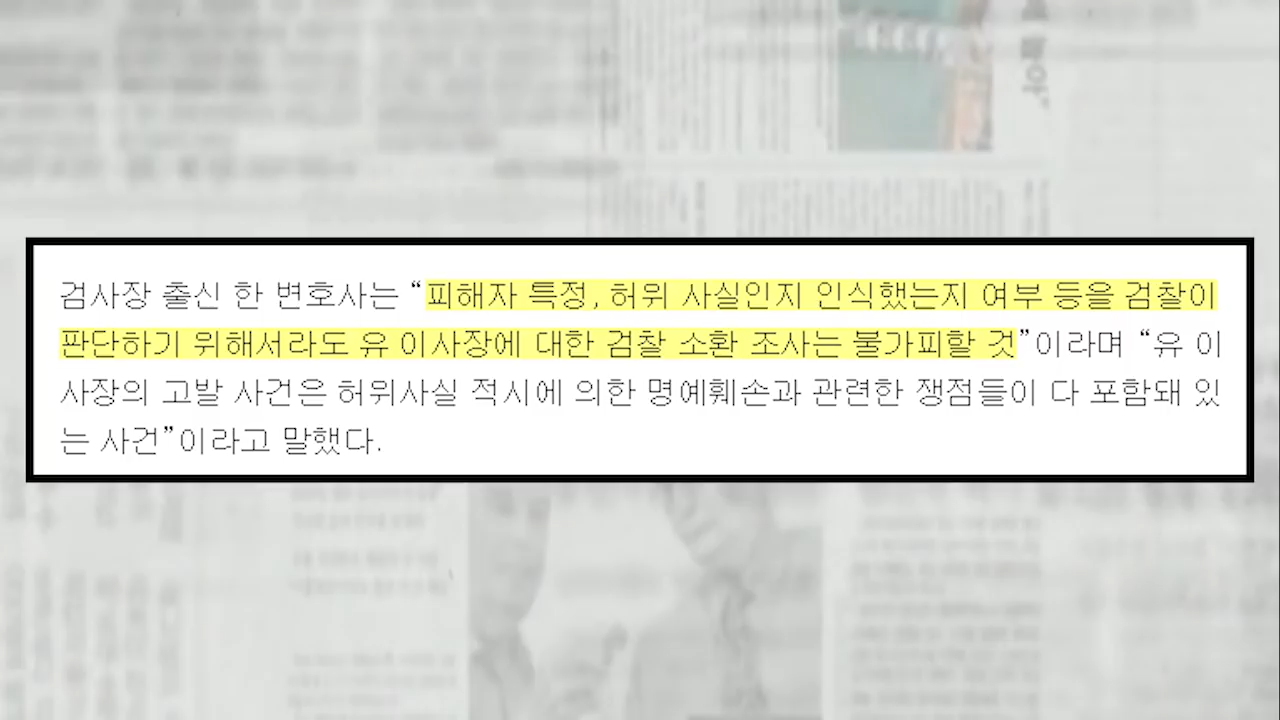 검사장 출신 한 변호사는 “피해자 특정, 허위 사실인지 인식했는지 여부 등을 검찰이
판단하기 위해서라도 유 이사장에 대한 검찰 소환 조사는 불가피할 것”이라며 “유 이
사장의 고발 사건은 허위사실 적시에 의한 명예훼손과 관련한 쟁점들이 다 포함돼 있
는 사건”이라고 말했다.